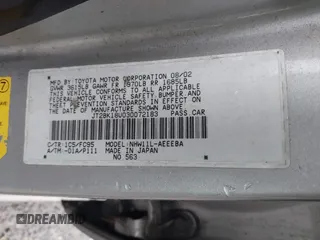 MFD BY TOYOTA MOTOR CORPORATION 08/02
GVWR 3615LB GAWR FR 1970LB RR 1685LB
THIS VEHICLE CONFORMS TO ALL APPLICABLE
FEDERAL MOTOR VEHICLE SAFETY, BUMPER, AND
THEFT PREVENTION STANDARDS IN EFFECT ON THE
DATE OF MANUFACTURE SHOWN ABOVE.
JT2BK18U030072183 PASS CAR
C/TR:1C5/FC95 MODEL:NHW11L-AEEEBA
A/TM:-01A/P111 MADE IN JAPAN
NO 563
DREAMBID